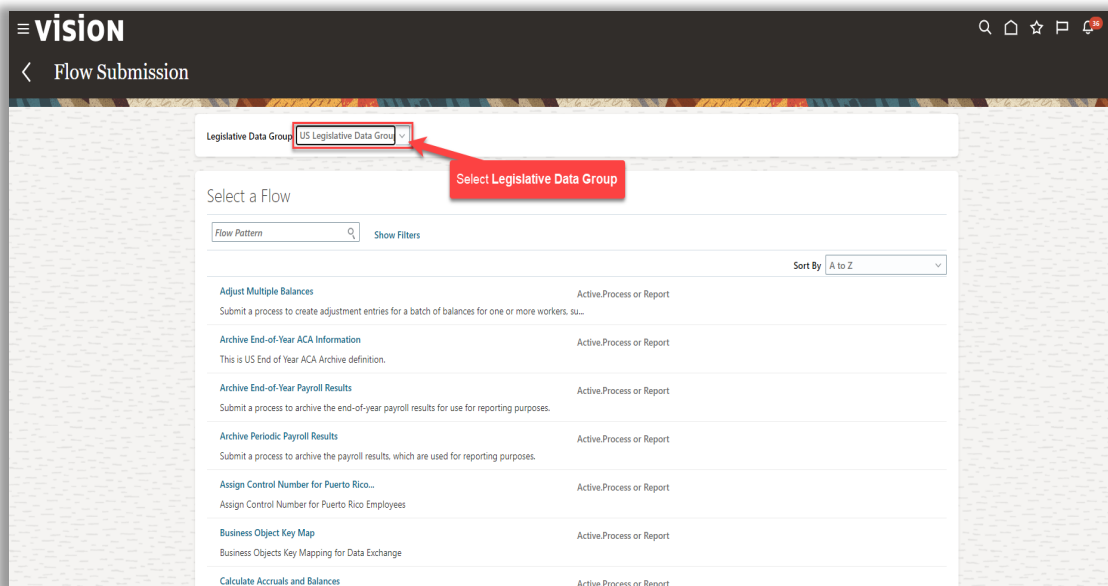 VISION
36
Flow Submission
Legislative Data Group US Legislative Data Grou
Select Legislative Data Group
Select a Flow
Flow Pattern Show Filters
Sort By A to Z
Adjust Multiple Balances Active.Process or Report
Submit a process to create adjustment entries for a batch of balances for one or more workers, su...
Archive End-of-Year ACA Information Active.Process or Report
This is US End of Year ACA Archive definition.
Archive End-of-Year Payroll Results Active.Process or Report
Submit a process to archive the end-of-year payroll results for use for reporting purposes.
Archive Periodic Payroll Results Active.Process or Report
Submit a process to archive the payroll results, which are used for reporting purposes.
Assign Control Number for Puerto Rico... Active.Process or Report
Assign Control Number for Puerto Rico Employees
Business Object Key Map Active.Process or Report
Business Objects Key Mapping for Data Exchange
Calculate Accruals and Balances Active.Process or Report